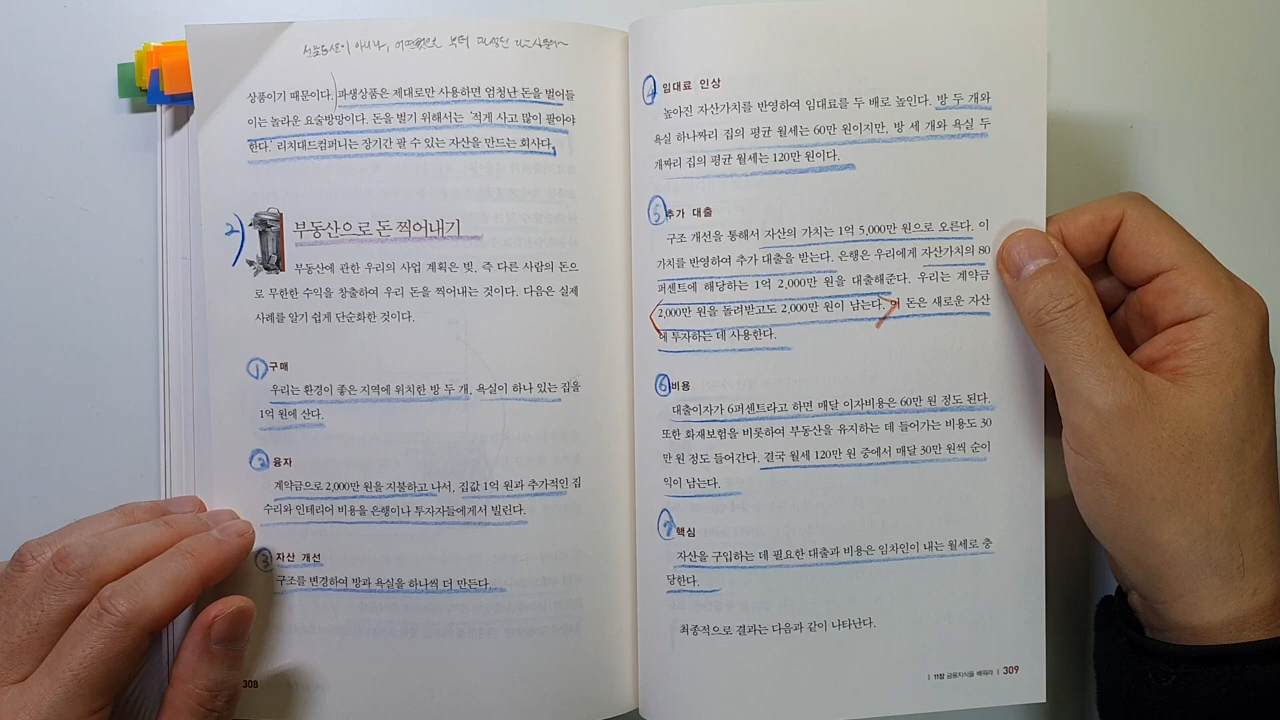 상품이기 때문이다. 파생상품은 제대로만 사용하면 엄청난 돈을 벌어들
이는 놀라운 요술방망이다. 돈을 벌기 위해서는 '적게 사고 많이 팔아야
한다.' 리치대드컴퍼니는 장기간 팔 수 있는 자산을 만드는 회사다.
2)
부동산으로 돈 찍어내기
부동산에 관한 우리의 사업 계획은 빚, 즉 다른 사람의 돈으
로 무한한 수익을 창출하여 우리 돈을 찍어내는 것이다. 다음은 실제
사례를 알기 쉽게 단순화한 것이다.
① 구매
우리는 환경이 좋은 지역에 위치한 방 두 개, 욕실이 하나 있는 집을
1억 원에 산다.
② 융자
계약금으로 2,000만 원을 지불하고 나서, 집값 1억 원과 추가적인 집
수리와 인테리어 비용을 은행이나 투자자들에게서 빌린다.
③ 자산 개선
구조를 변경하여 방과 욕실을 하나씩 더 만든다.
308
④ 임대료 인상
높아진 자산가치를 반영하여 임대료를 두 배로 높인다. 방 두 개와
욕실 하나짜리 집의 평균 월세는 60만 원이지만, 방 세 개와 욕실 두
개짜리 집의 평균 월세는 120만 원이다.
⑤ 추가 대출
구조 개선을 통해서 자산의 가치는 1억 5,000만 원으로 오른다. 이
가치를 반영하여 추가 대출을 받는다. 은행은 우리에게 자산가치의 80
퍼센트에 해당하는 1억 2,000만 원을 대출해준다. 우리는 계약금
2,000만 원을 돌려받고도 2,000만 원이 남는다. 이 돈은 새로운 자산
에 투자하는 데 사용한다.
⑥ 비용
대출이자가 6퍼센트라고 하면 매달 이자비용은 60만 원 정도 된다.
또한 화재보험을 비롯하여 부동산을 유지하는 데 들어가는 비용도 30
만 원 정도 들어간다. 결국 월세 120만 원 중에서 매달 30만 원씩 순이
익이 남는다.
⑦ 핵심
자산을 구입하는 데 필요한 대출과 비용은 임차인이 내는 월세로 충
당한다.
최종적으로 결과는 다음과 같이 나타난다.
| 11장 금융지식을 배워라 | 309